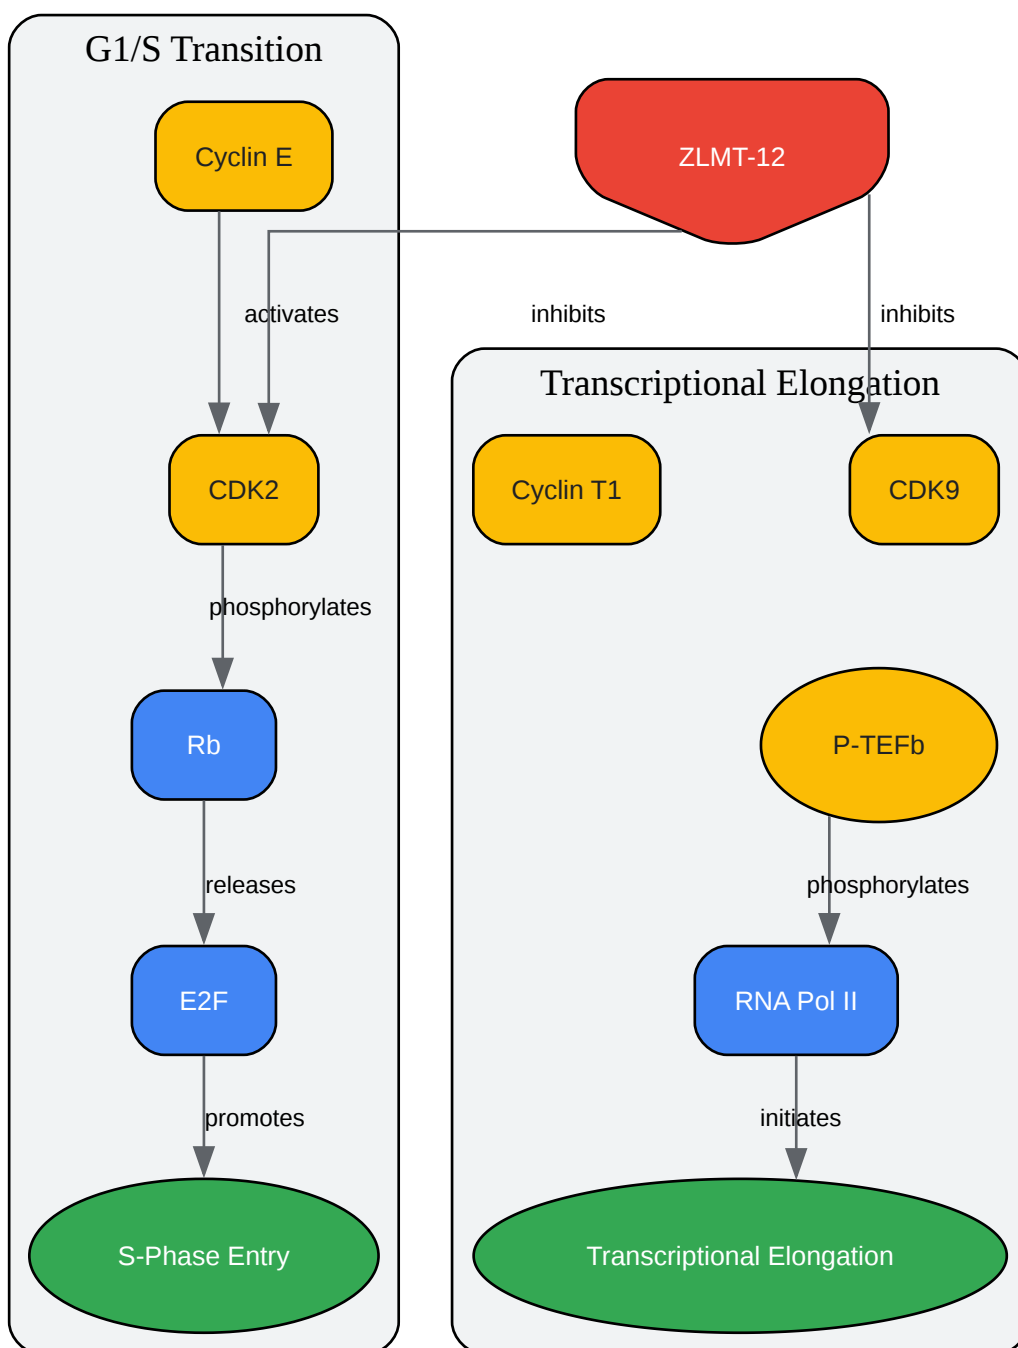 G1/S Transition
Cyclin E
ZLMT-12
activates
inhibits
inhibits
Transcriptional Elongation
CDK2
Cyclin T1
CDK9
phosphorylates
Rb
P-TEFb
releases
phosphorylates
E2F
RNA Pol II
promotes
initiates
S-Phase Entry
Transcriptional Elongation